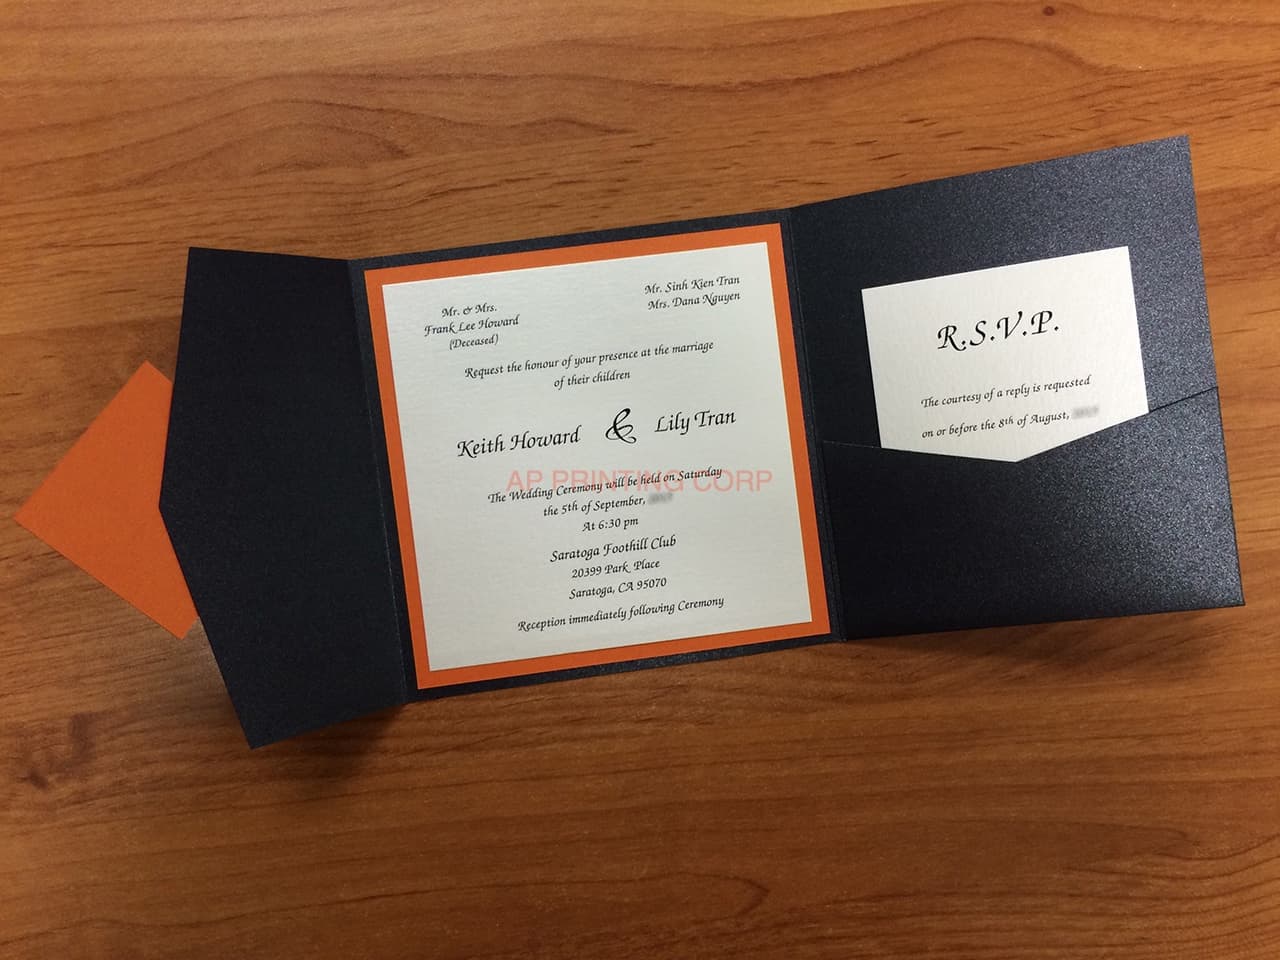 Mr. & Mrs.
Frank Lee Howard
(Deceased)
Mr. Sinh Kien Tran
Mrs. Dana Nguyen
Request the honour of your presence at the marriage
of their children
Keith Howard & Lily Tran
The Wedding Ceremony will be held on Saturday
the 5th of September,
At 6:30 pm
Saratoga Foothill Club
20399 Park Place
Saratoga, CA 95070
Reception immediately following Ceremony
AP PRINTING CORP
R.S.V.P.
The courtesy of a reply is requested
on or before the 8th of August,